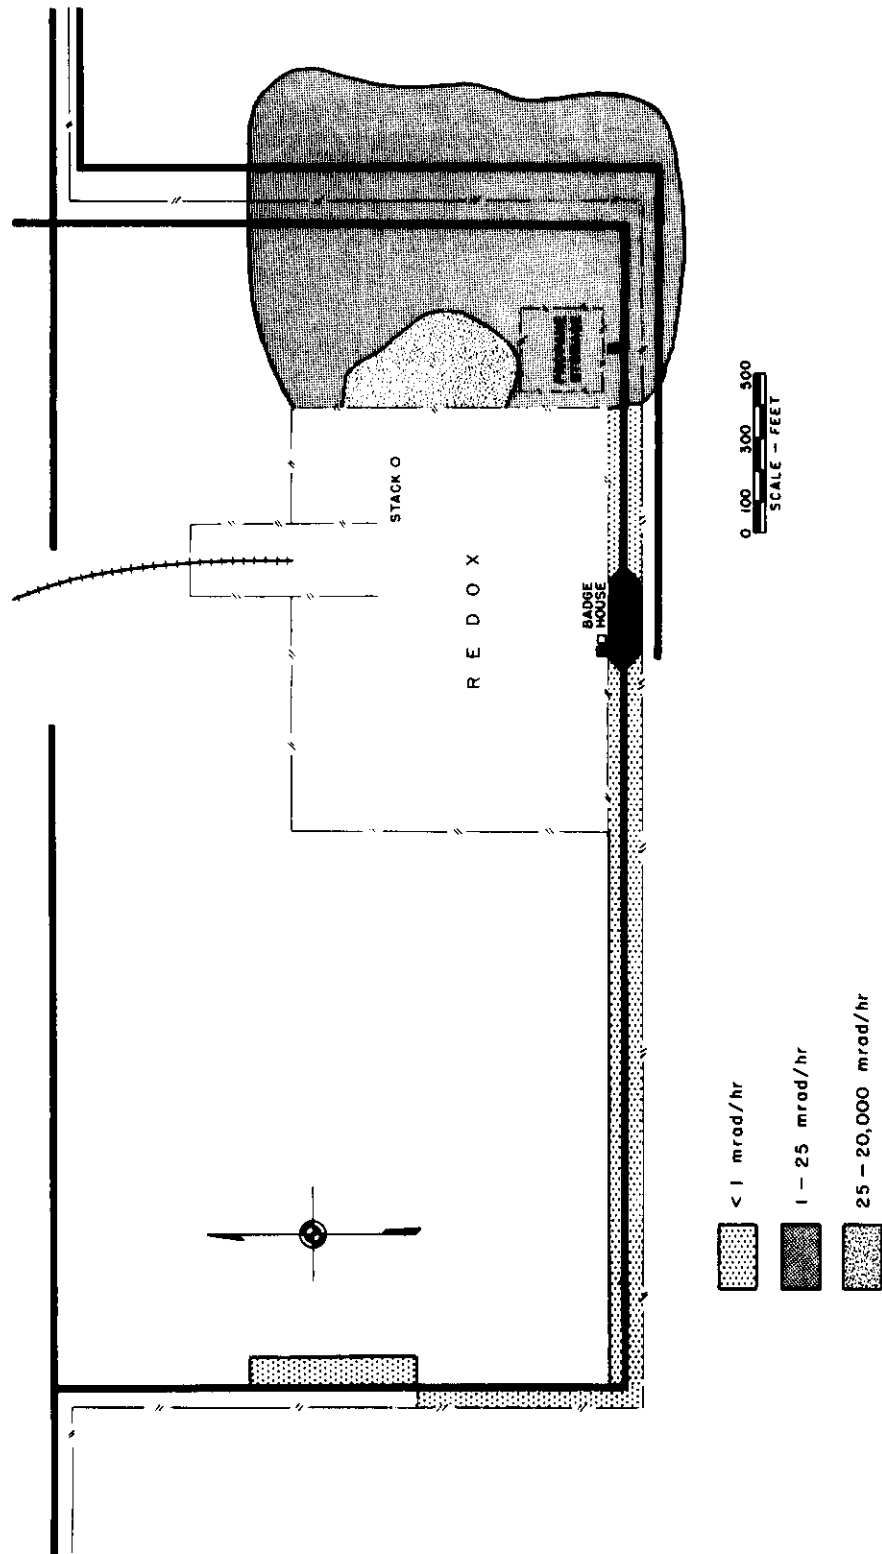 STACK O
REDOX
BADGE
HOUSE
0 100 300 500
SCALE – FEET
< 1 mrad/hr
1 – 25 mrad/hr
25 – 20,000 mrad/hr